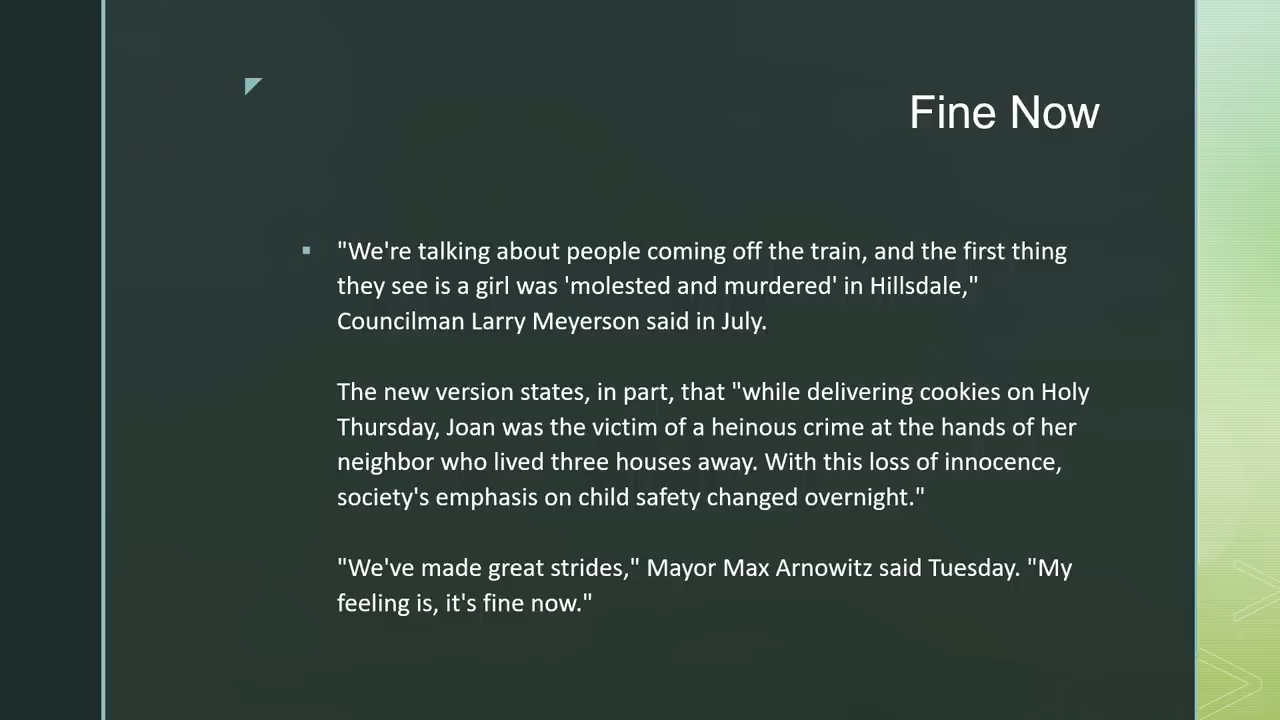 Fine Now
"We're talking about people coming off the train, and the first thing
they see is a girl was 'molested and murdered' in Hillsdale,"
Councilman Larry Meyerson said in July.
The new version states, in part, that "while delivering cookies on Holy
Thursday, Joan was the victim of a heinous crime at the hands of her
neighbor who lived three houses away. With this loss of innocence,
society's emphasis on child safety changed overnight."
"We've made great strides," Mayor Max Arnowitz said Tuesday. "My
feeling is, it's fine now."